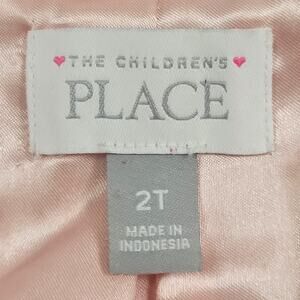 THE CHILDREN'S
PLACE
2T
MADE IN
INDONESIA